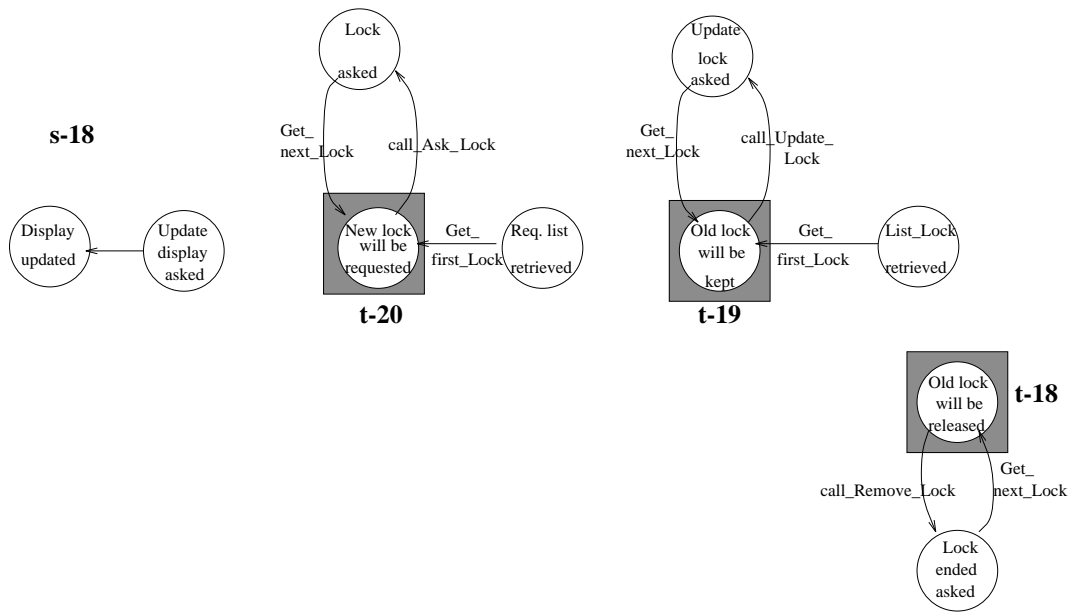 Lock
asked
Update
lock
asked
s-18
Get_
next_Lock
call_Ask_Lock
Get_
next_Lock
call_Update_
Lock
Display
updated
Update
display
asked
New lock
will be
requested
Get_
first_Lock
Req. list
retrieved
Old lock
will be
kept
Get_
first_Lock
List_Lock
retrieved
t-20
t-19
Old lock
will be
released
t-18
call_Remove_Lock
Get_
next_Lock
Lock
ended
asked